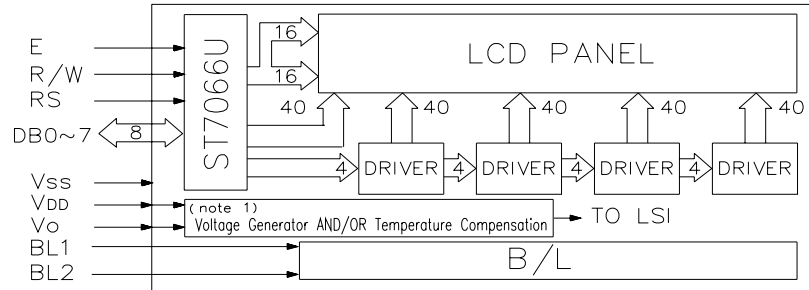 E
R/W
RS
DB0~7
8
VSS
VDD
Vo
BL1
BL2
ST7066U
16
16
LCD PANEL
40
40
40
40
40
4
DRIVER
4
DRIVER
4
DRIVER
4
DRIVER
(note 1)
Voltage Generator AND/OR Temperature Compensation
TO LSI
B/L